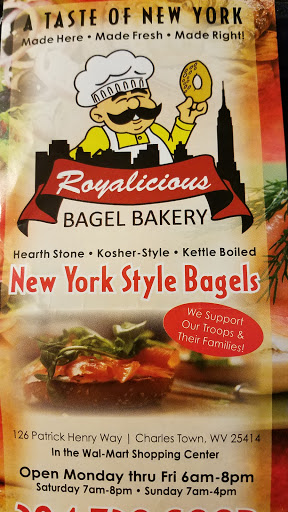 A TASTE OF NEW YORK
Made Here • Made Fresh • Made Right!
Royalicious
BAGEL BAKERY
Hearth Stone • Kosher-Style • Kettle Boiled
New York Style Bagels
We Support
Our Troops &
Their Families!
126 Patrick Henry Way | Charles Town, WV 25414
In the Wal-Mart Shopping Center
Open Monday thru Fri 6am-8pm
Saturday 7am-8pm • Sunday 7am-4pm